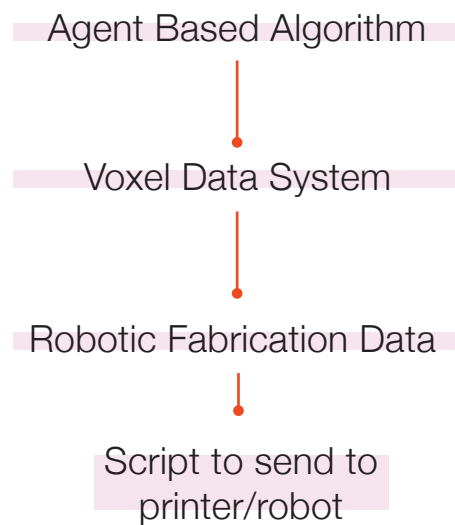 Agent Based Algorithm
Voxel Data System
Robotic Fabrication Data
Script to send to
printer/robot